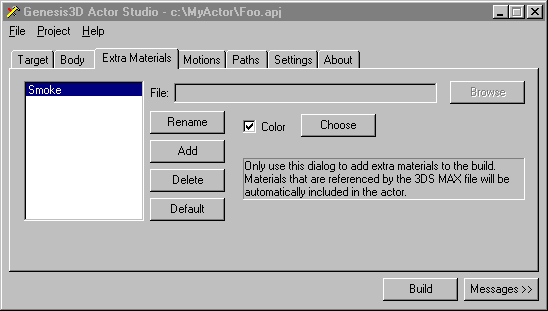 Genesis3D Actor Studio - c:\MyActor\Foo.apj
File Project Help
Target Body Extra Materials Motions Paths Settings About
Smoke
File: Browse
Rename
Color Choose
Add
Only use this dialog to add extra materials to the build.
Materials that are referenced by the 3DS MAX file will be
automatically included in the actor.
Delete
Default
Build Messages >>